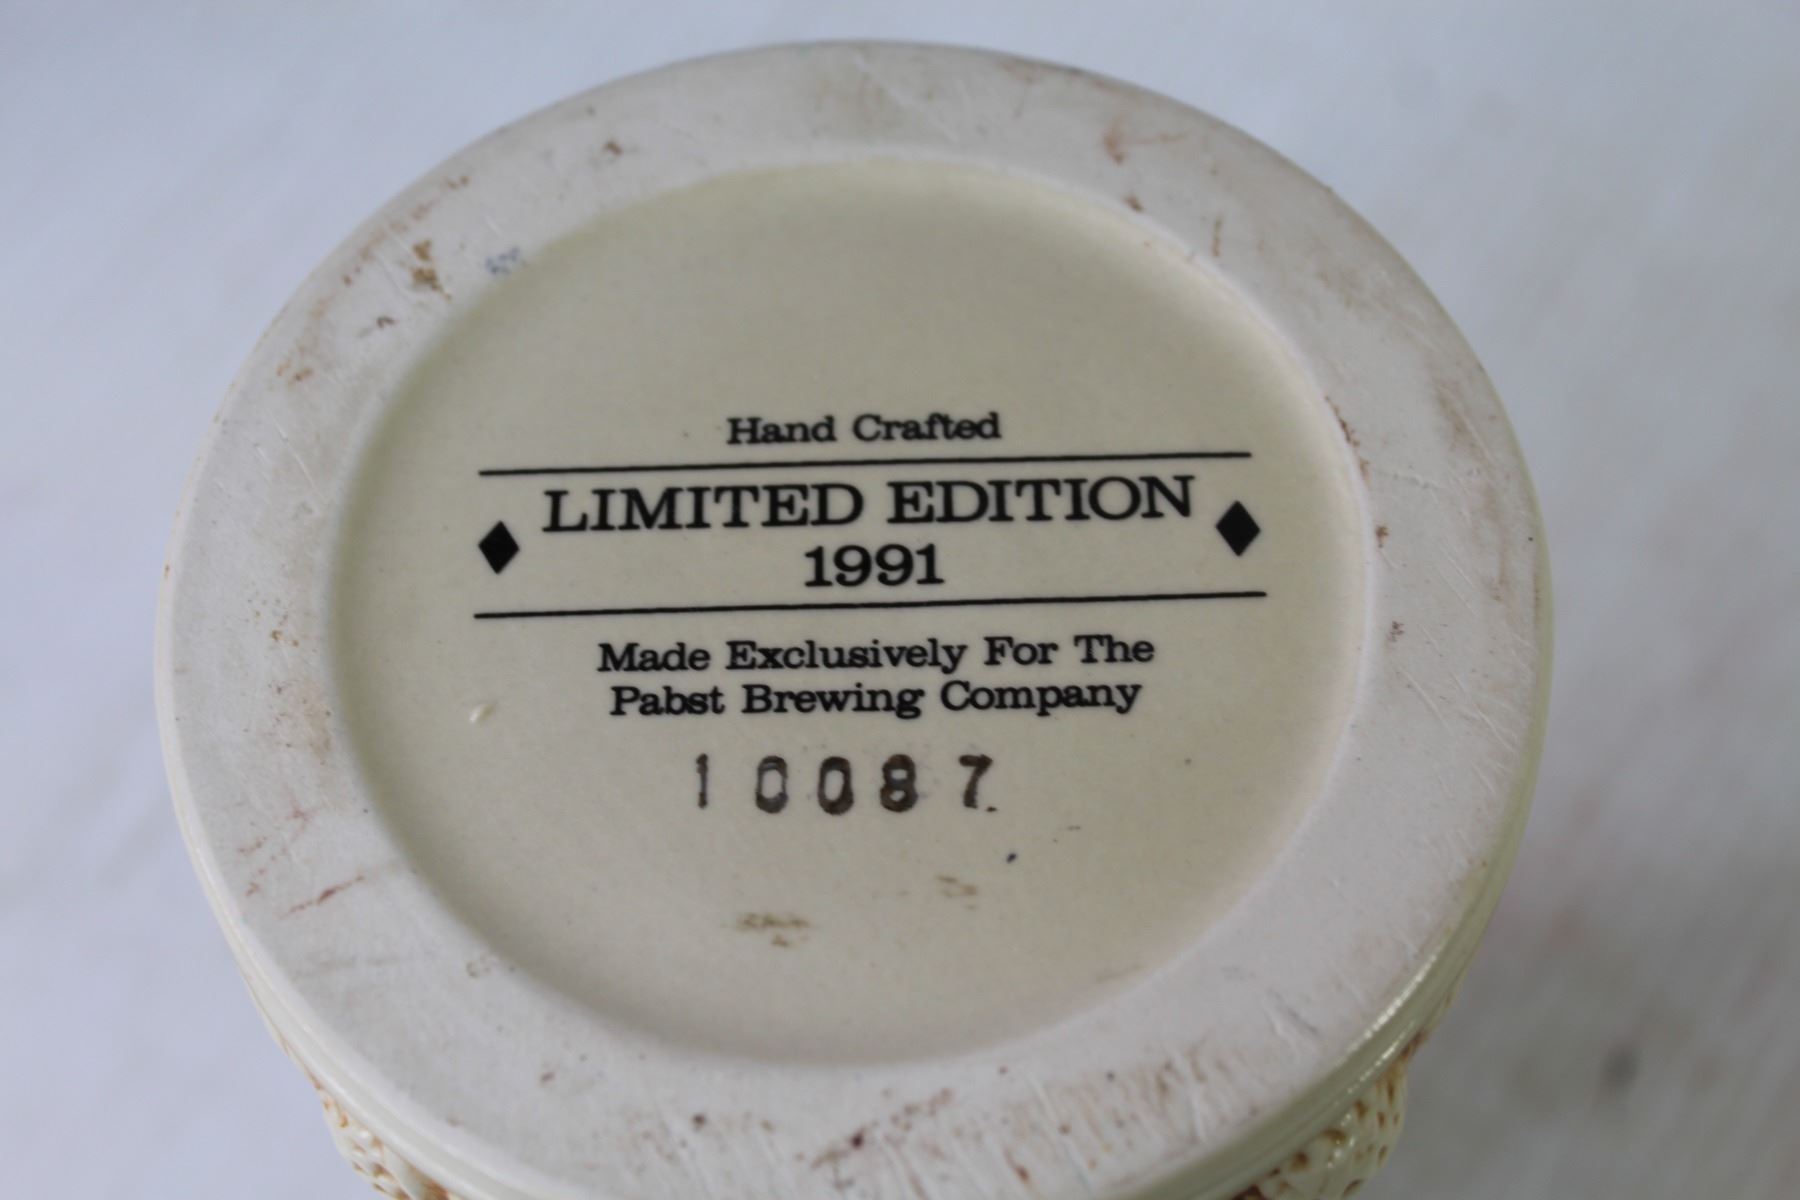 Hand Crafted
LIMITED EDITION
1991
Made Exclusively For The
Pabst Brewing Company
10087